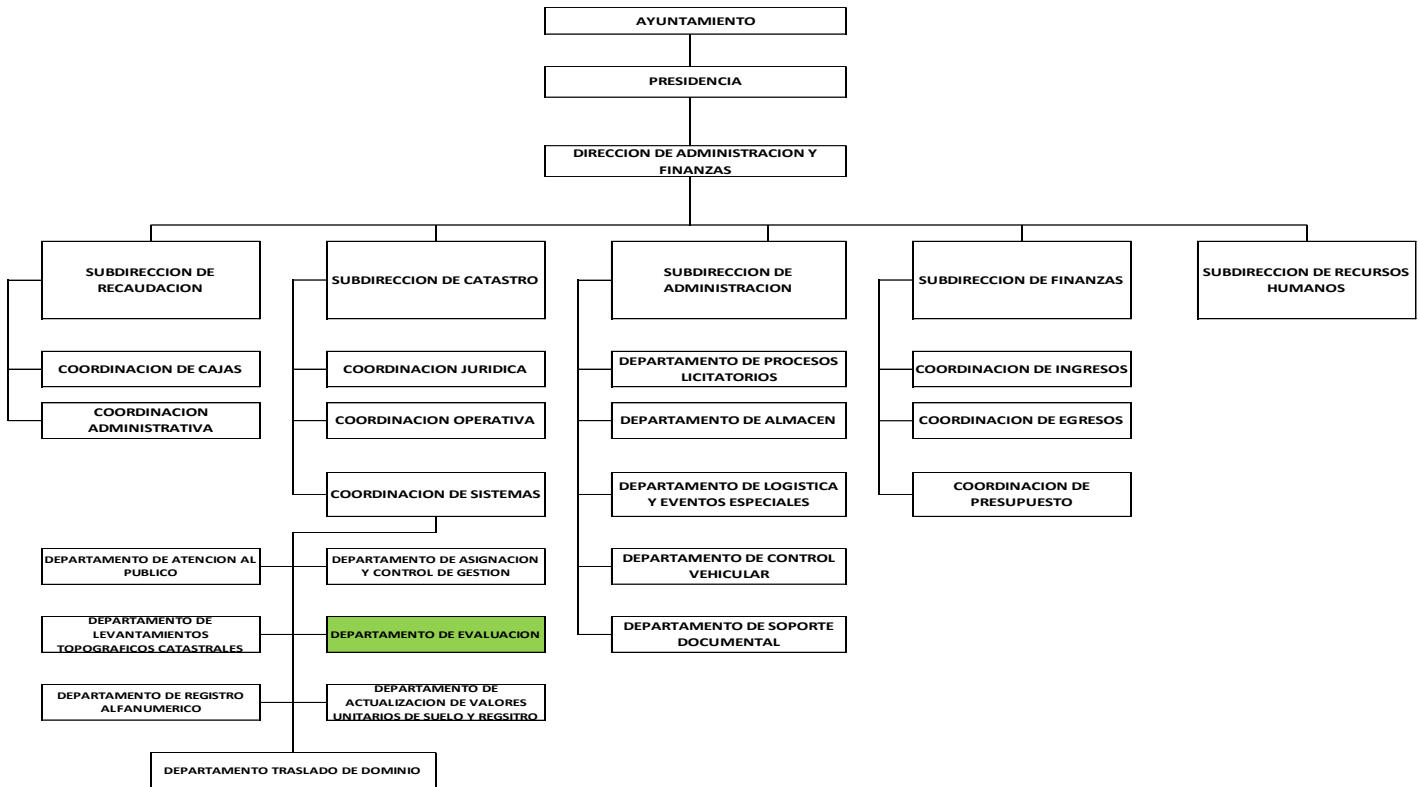 AYUNTAMIENTO
PRESIDENCIA
DIRECCION DE ADMINISTRACION Y
FINANZAS
SUBDIRECCION DE
RECAUDACION
SUBDIRECCION DE CATASTRO
SUBDIRECCION DE
ADMINISTRACION
SUBDIRECCION DE FINANZAS
SUBDIRECCION DE RECURSOS
HUMANOS
COORDINACION DE CAJAS
COORDINACION JURIDICA
DEPARTAMENTO DE PROCESOS
LICITATORIOS
COORDINACION DE INGRESOS
COORDINACION
ADMINISTRATIVA
COORDINACION OPERATIVA
DEPARTAMENTO DE ALMACEN
COORDINACION DE EGRESOS
COORDINACION DE SISTEMAS
DEPARTAMENTO DE LOGISTICA
Y EVENTOS ESPECIALES
COORDINACION DE
PRESUPUESTO
DEPARTAMENTO DE ATENCION AL
PUBLICO
DEPARTAMENTO DE ASIGNACION
Y CONTROL DE GESTION
DEPARTAMENTO DE CONTROL
VEHICULAR
DEPARTAMENTO DE
LEVANTAMIENTOS
TOPOGRAFICOS CATASTRALES
DEPARTAMENTO DE EVALUACION
DEPARTAMENTO DE SOPORTE
DOCUMENTAL
DEPARTAMENTO DE REGISTRO
ALFANUMERICO
DEPARTAMENTO DE
ACTUALIZACION DE VALORES
UNITARIOS DE SUELO Y REGSITRO
DEPARTAMENTO TRASLADO DE DOMINIO